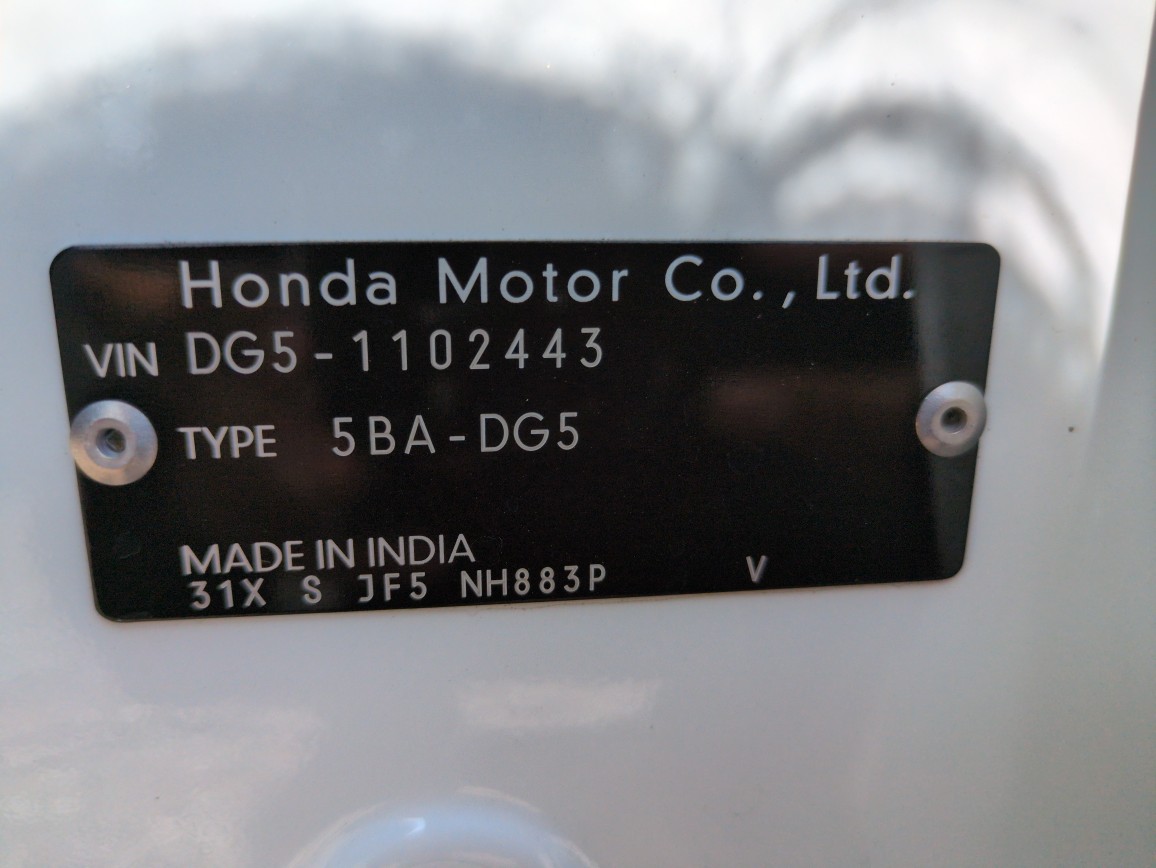 Honda Motor Co., Ltd.
VIN DG5-1102443
TYPE 5BA-DG5
MADE IN INDIA
31X S JF5 NH883P V